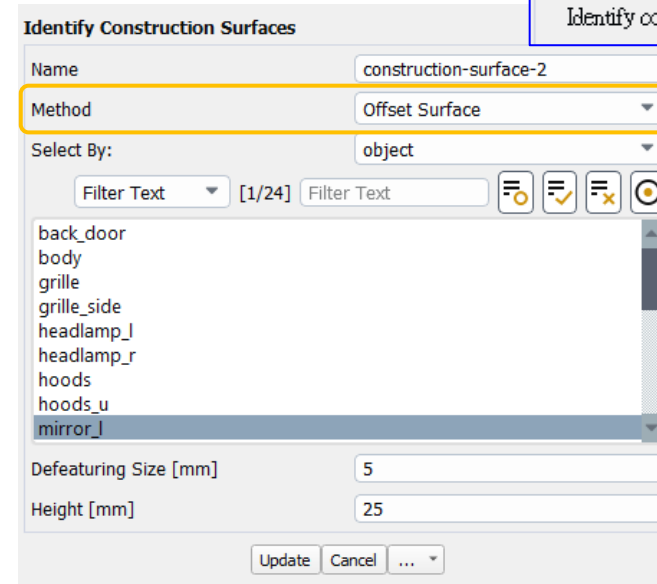 Identify co
Identify Construction Surfaces
Name construction-surface-2
Method Offset Surface
Select By: object
Filter Text [1/24] Filter Text
back_door
body
grille
grille_side
headlamp_l
headlamp_r
hoods
hoods_u
mirror_l
Defeaturing Size [mm] 5
Height [mm] 25
Update Cancel ...